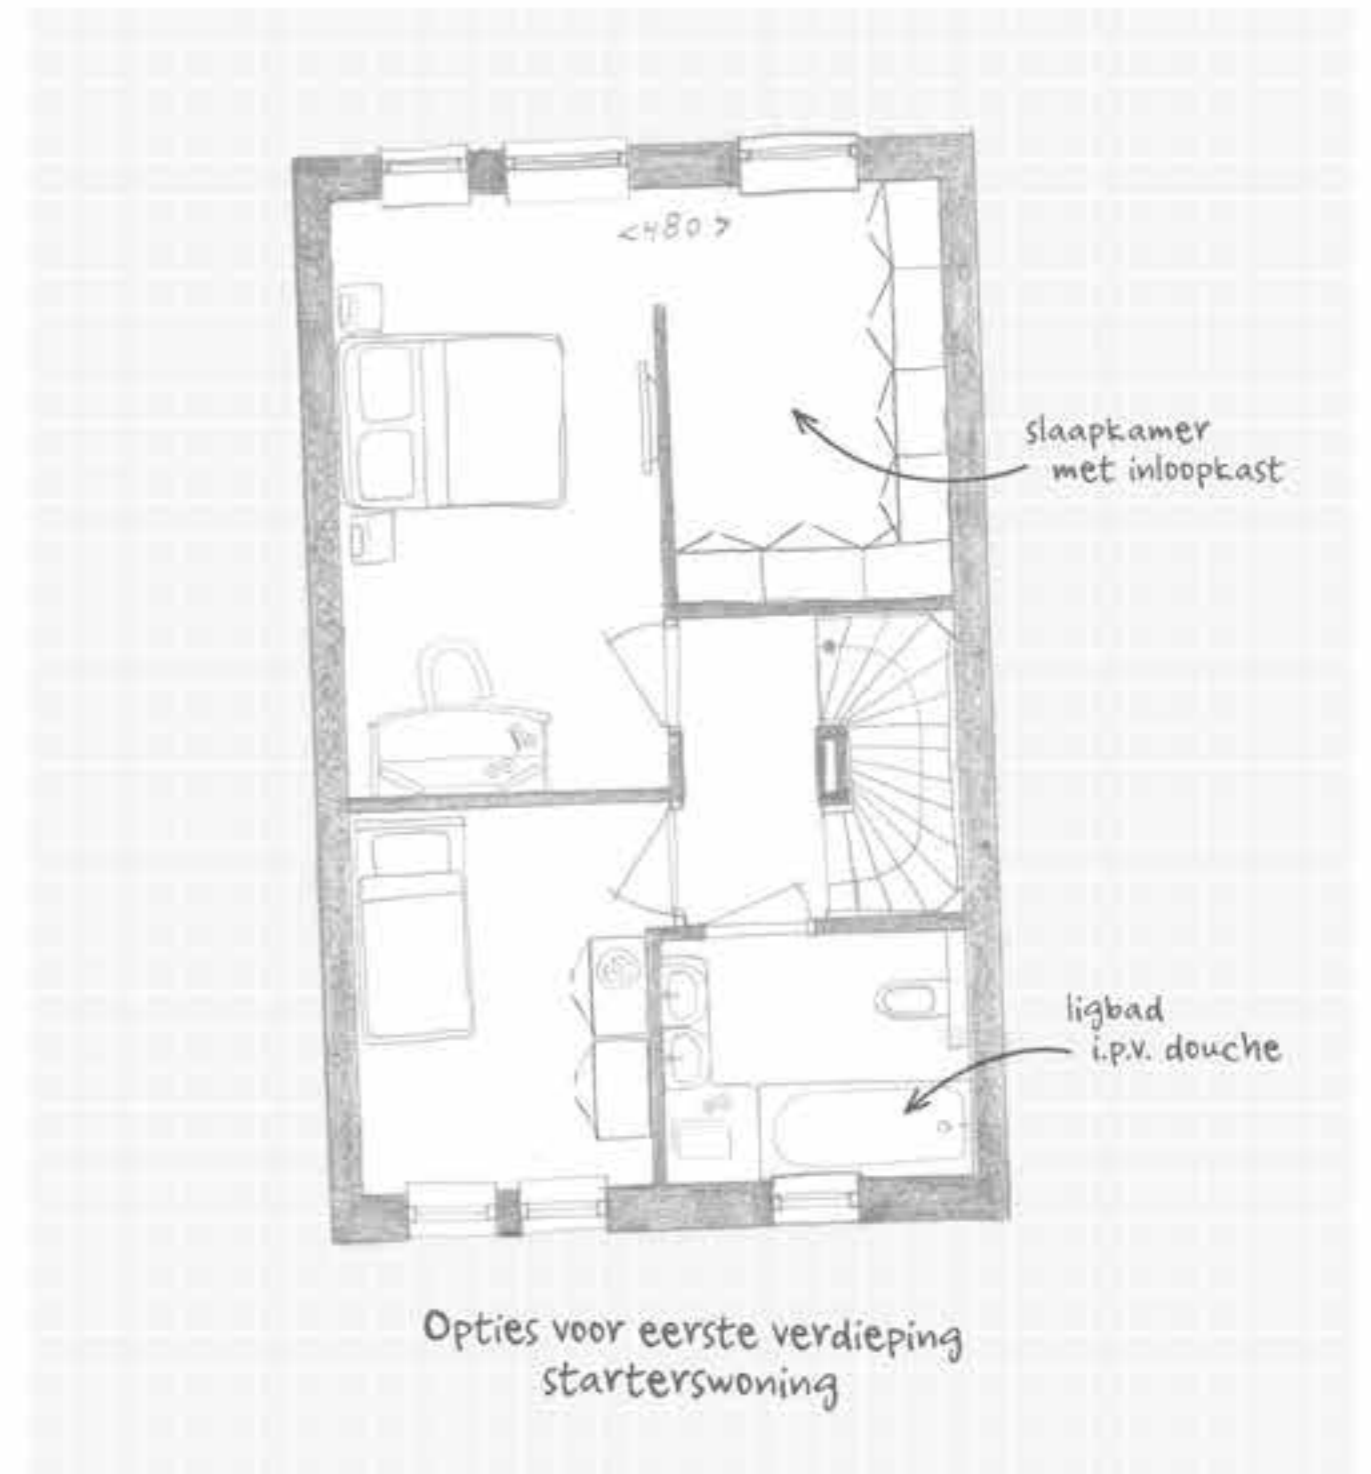 <480>
slaapkamer
met inloopkast
ligbad
i.p.v. douche
Opties voor eerste verdieping
starterswoning